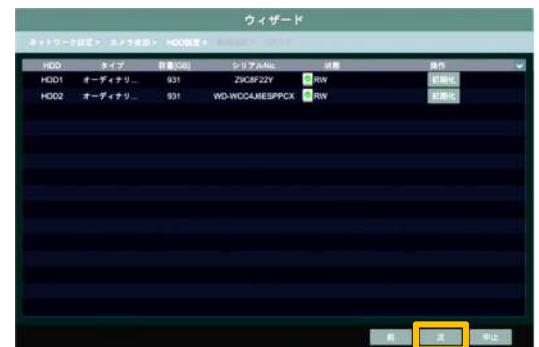 ウィザード
ネットワーク設定> カメラ登録> HDD設定>
HDD タイプ 容量[GB] シリアルNo. 状態 操作
HDD1 オーディナリ... 931 Z9C8F22Y RW 初期化
HDD2 オーディナリ... 931 WD-WCC4J6ESPPCX RW 初期化
前 次 中止